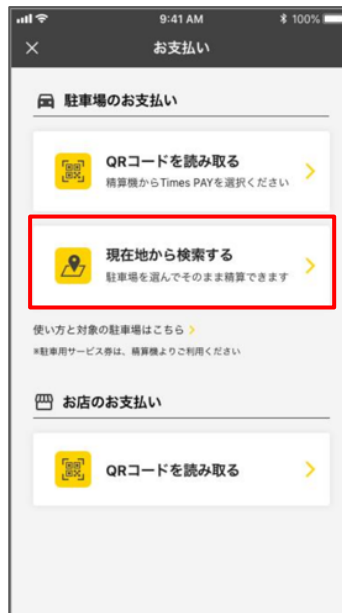 9:41 AM
100%
お支払い
駐車場のお支払い
QRコードを読み取る
精算機からTimes PAYを選択ください
現在地から検索する
駐車場を選んでそのまま精算できます
使い方と対象の駐車場はこちら
※駐車用サービス券は、精算機よりご利用ください
お店のお支払い
QRコードを読み取る